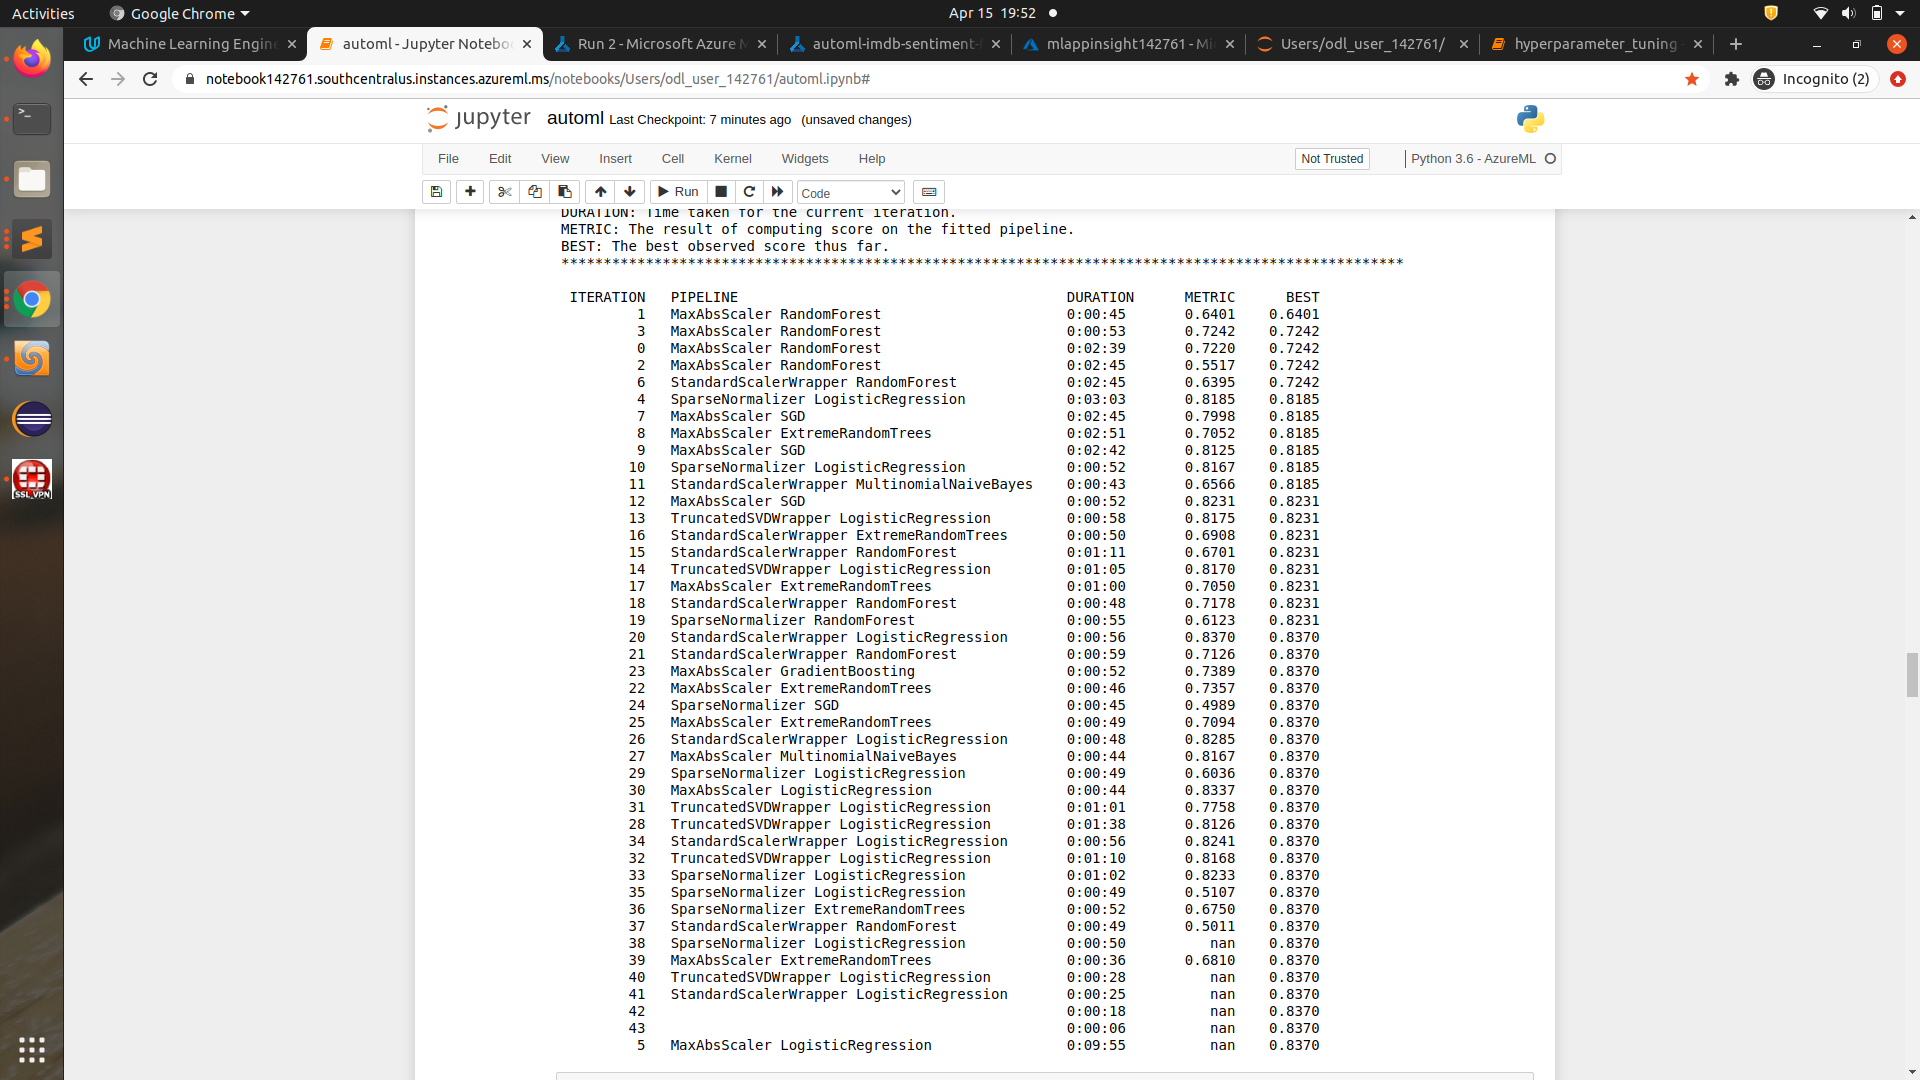 Activities
Google Chrome
Apr 15 19:52
Machine Learning Engine
automl - Jupyter Notebo
Run 2 - Microsoft Azure M
automl-imdb-sentiment-
mlappinsight142761 - Mi
Users/odl_user_142761/
hyperparameter_tuning -
notebook142761.southcentralus.instances.azureml.ms/notebooks/Users/odl_user_142761/automl.ipynb#
Incognito (2)
jupyter automl Last Checkpoint: 7 minutes ago (unsaved changes)
File Edit View Insert Cell Kernel Widgets Help
Not Trusted
Python 3.6 - AzureML
Run
Code
SSL VPN
DURATION: Time taken for the current iteration.
METRIC: The result of computing score on the fitted pipeline.
BEST: The best observed score thus far.
****************************************************************************************************
ITERATION PIPELINE DURATION METRIC BEST
1 MaxAbsScaler RandomForest 0:00:45 0.6401 0.6401
3 MaxAbsScaler RandomForest 0:00:53 0.7242 0.7242
0 MaxAbsScaler RandomForest 0:02:39 0.7220 0.7242
2 MaxAbsScaler RandomForest 0:02:45 0.5517 0.7242
6 StandardScalerWrapper RandomForest 0:02:45 0.6395 0.7242
4 SparseNormalizer LogisticRegression 0:03:03 0.8185 0.8185
7 MaxAbsScaler SGD 0:02:45 0.7998 0.8185
8 MaxAbsScaler ExtremeRandomTrees 0:02:51 0.7052 0.8185
9 MaxAbsScaler SGD 0:02:42 0.8125 0.8185
10 SparseNormalizer LogisticRegression 0:00:52 0.8167 0.8185
11 StandardScalerWrapper MultinomialNaiveBayes 0:00:43 0.6566 0.8185
12 MaxAbsScaler SGD 0:00:52 0.8231 0.8231
13 TruncatedSVDWrapper LogisticRegression 0:00:58 0.8175 0.8231
16 StandardScalerWrapper ExtremeRandomTrees 0:00:50 0.6908 0.8231
15 StandardScalerWrapper RandomForest 0:01:11 0.6701 0.8231
14 TruncatedSVDWrapper LogisticRegression 0:01:05 0.8170 0.8231
17 MaxAbsScaler ExtremeRandomTrees 0:01:00 0.7050 0.8231
18 StandardScalerWrapper RandomForest 0:00:48 0.7178 0.8231
19 SparseNormalizer RandomForest 0:00:55 0.6123 0.8231
20 StandardScalerWrapper LogisticRegression 0:00:56 0.8370 0.8370
21 StandardScalerWrapper RandomForest 0:00:59 0.7126 0.8370
23 MaxAbsScaler GradientBoosting 0:00:52 0.7389 0.8370
22 MaxAbsScaler ExtremeRandomTrees 0:00:46 0.7357 0.8370
24 SparseNormalizer SGD 0:00:45 0.4989 0.8370
25 MaxAbsScaler ExtremeRandomTrees 0:00:49 0.7094 0.8370
26 StandardScalerWrapper LogisticRegression 0:00:48 0.8285 0.8370
27 MaxAbsScaler MultinomialNaiveBayes 0:00:44 0.8167 0.8370
29 SparseNormalizer LogisticRegression 0:00:49 0.6036 0.8370
30 MaxAbsScaler LogisticRegression 0:00:44 0.8337 0.8370
31 TruncatedSVDWrapper LogisticRegression 0:01:01 0.7758 0.8370
28 TruncatedSVDWrapper LogisticRegression 0:01:38 0.8126 0.8370
34 StandardScalerWrapper LogisticRegression 0:00:56 0.8241 0.8370
32 TruncatedSVDWrapper LogisticRegression 0:01:10 0.8168 0.8370
33 SparseNormalizer LogisticRegression 0:01:02 0.8233 0.8370
35 SparseNormalizer LogisticRegression 0:00:49 0.5107 0.8370
36 SparseNormalizer ExtremeRandomTrees 0:00:52 0.6750 0.8370
37 StandardScalerWrapper RandomForest 0:00:49 0.5011 0.8370
38 SparseNormalizer LogisticRegression 0:00:50 nan 0.8370
39 MaxAbsScaler ExtremeRandomTrees 0:00:36 0.6810 0.8370
40 TruncatedSVDWrapper LogisticRegression 0:00:28 nan 0.8370
41 StandardScalerWrapper LogisticRegression 0:00:25 nan 0.8370
42 0:00:18 nan 0.8370
43 0:00:06 nan 0.8370
5 MaxAbsScaler LogisticRegression 0:09:55 nan 0.8370